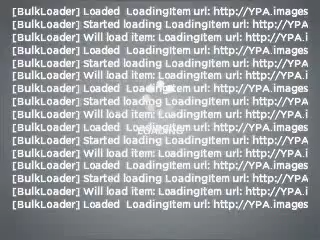 [BulkLoader] Loaded  LoadingItem url: http://YPA.images
[BulkLoader] Started loading LoadingItem url: http://YPA
[BulkLoader] Will load item: LoadingItem url: http://YPA.i
[BulkLoader] Loaded  LoadingItem url: http://YPA.images
[BulkLoader] Started loading LoadingItem url: http://YPA
[BulkLoader] Will load item: LoadingItem url: http://YPA.i
[BulkLoader] Loaded  LoadingItem url: http://YPA.images
[BulkLoader] Started loading LoadingItem url: http://YPA
[BulkLoader] Will load item: LoadingItem url: http://YPA.i
[BulkLoader] Loaded  LoadingItem url: http://YPA.images
LOADING
[BulkLoader] Started loading LoadingItem url: http://YPA
[BulkLoader] Will load item: LoadingItem url: http://YPA.i
[BulkLoader] Loaded  LoadingItem url: http://YPA.images
[BulkLoader] Started loading LoadingItem url: http://YPA
[BulkLoader] Will load item: LoadingItem url: http://YPA.i
[BulkLoader] Loaded  LoadingItem url: http://YPA.images